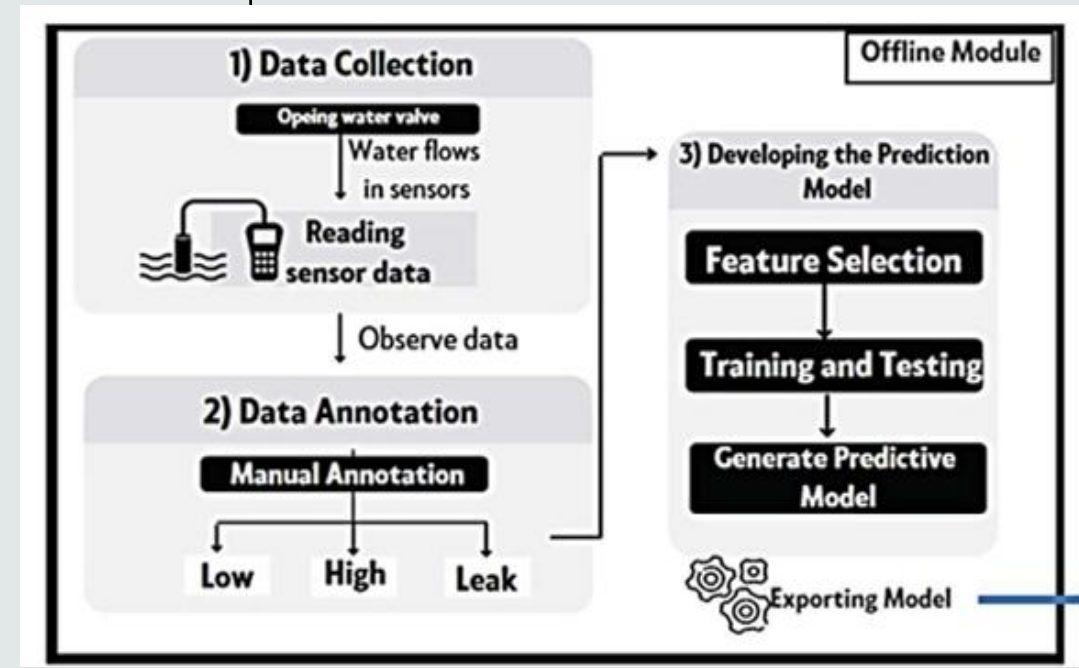 Offline Module
1) Data Collection
Opeing water valve
Water flows
in sensors
Reading
sensor data
Observe data
2) Data Annotation
Manual Annotation
Low
High
Leak
3) Developing the Prediction
Model
Feature Selection
Training and Testing
Generate Predictive
Model
Exporting Model